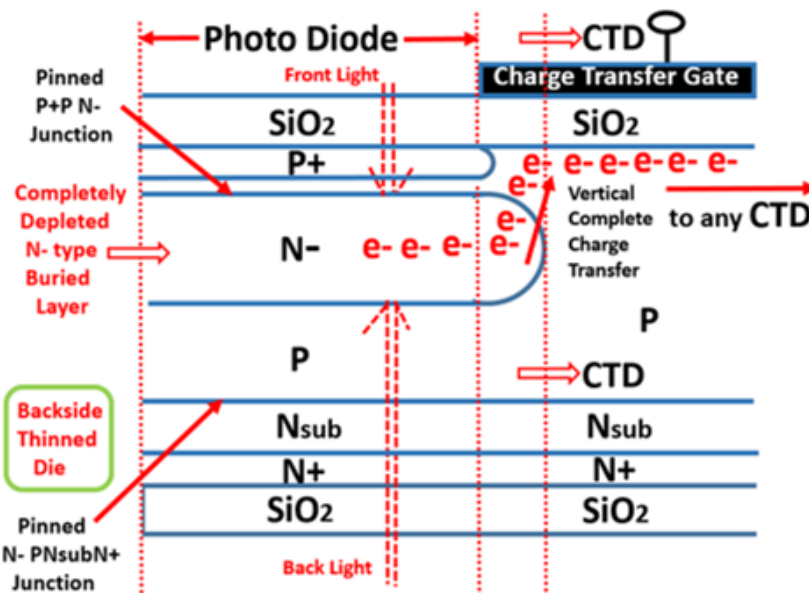 Photo Diode
CTD
Front Light
Charge Transfer Gate
Pinned
P+P N-
Junction
SiO2
SiO2
P+
e- e- e- e- e- e-
e-
e-
e- e- e- e-
Completely
Depleted
N- type
Buried
Layer
N-
Vertical
Complete
Charge
Transfer
to any CTD
P
P
CTD
Backside
Thinned
Die
Nsub
Nsub
N+
N+
SiO2
SiO2
Pinned
N- PNsubN+
Junction
Back Light